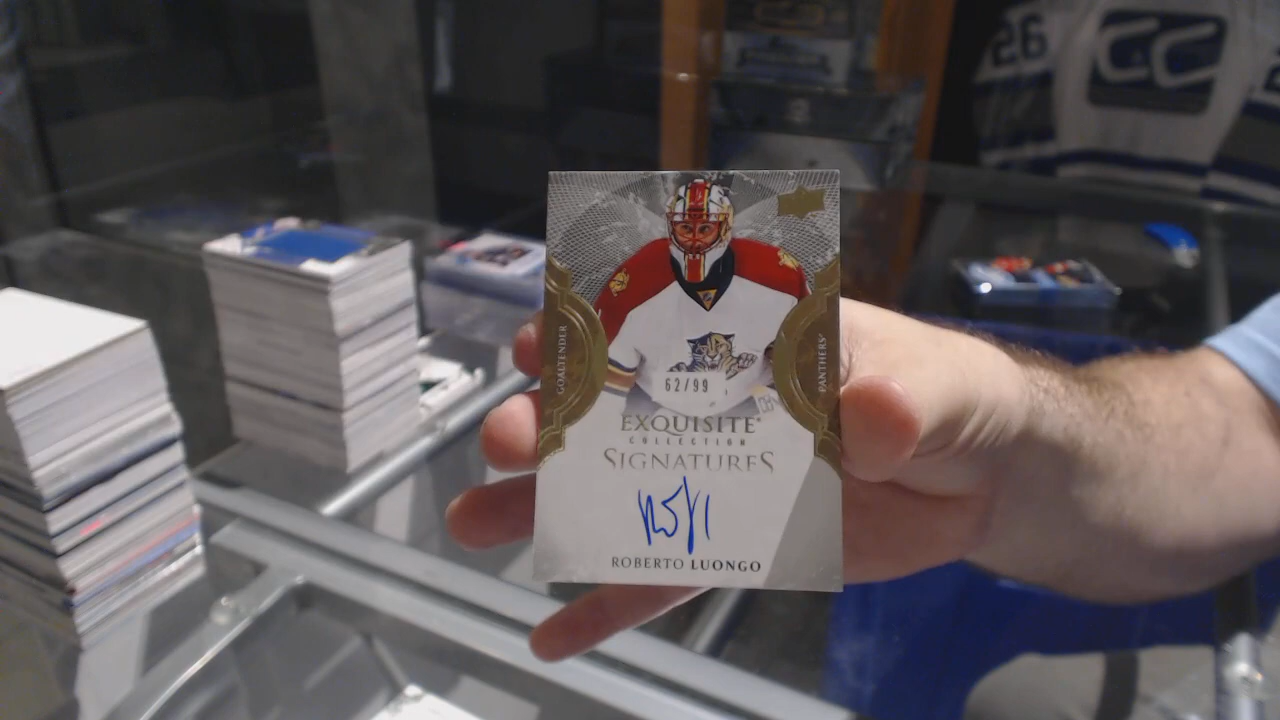 GOALTENDER
PANTHERS
62/99
EXQUISITE
COLLECTION
SIGNATURES
ROBERTO LUONGO